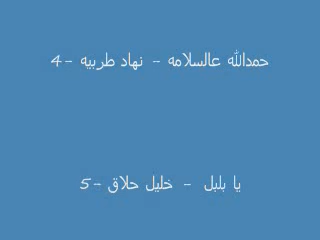 4 - حمدالله عالسلامه - نهاد طربيه
5 - يا بلبل - خليل حلاق